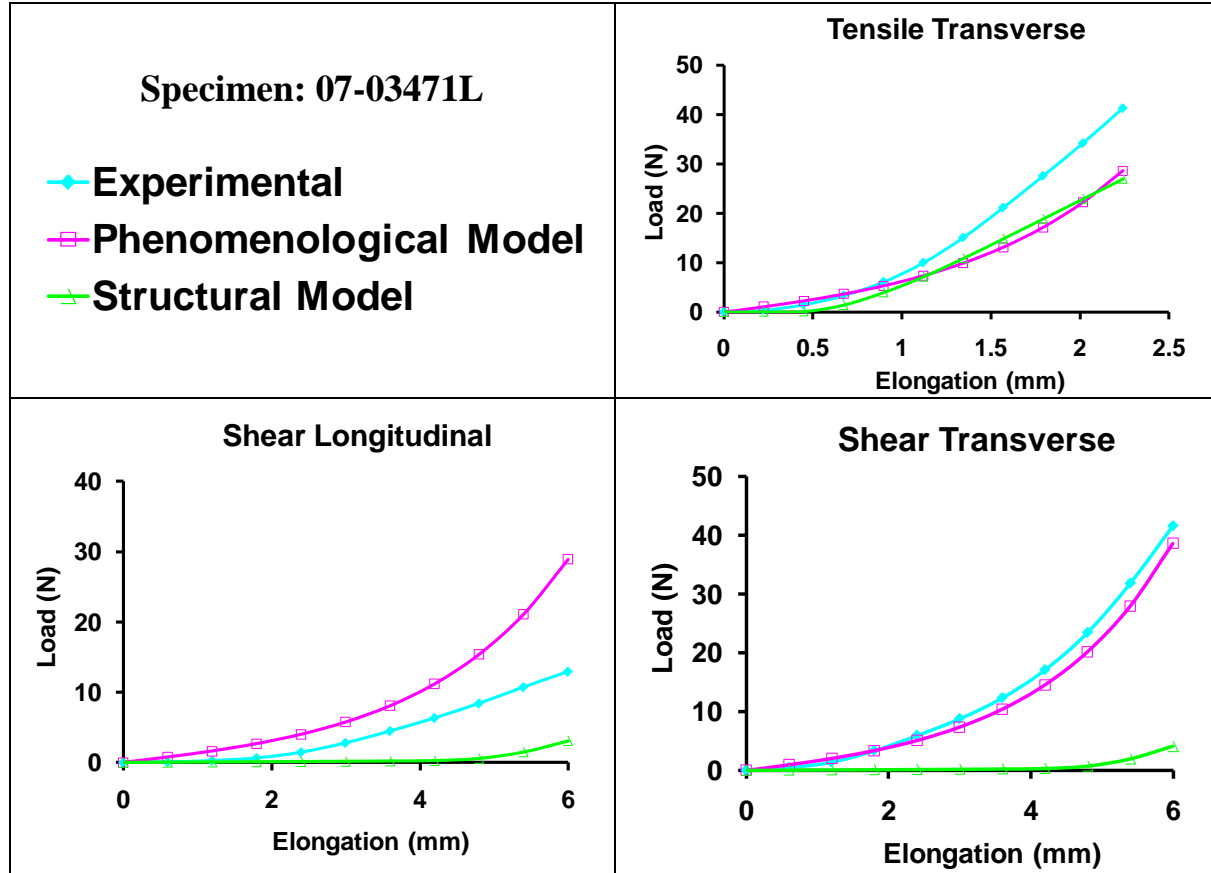 Specimen: 07-03471L
Experimental
Phenomenological Model
Structural Model
Tensile Transverse
50
40
30
20
10
0
Load (N)
0 0.5 1 1.5 2 2.5
Elongation (mm)
Shear Longitudinal
40
30
20
10
0
Load (N)
0 2 4 6
Elongation (mm)
Shear Transverse
50
40
30
20
10
0
Load (N)
0 2 4 6
Elongation (mm)